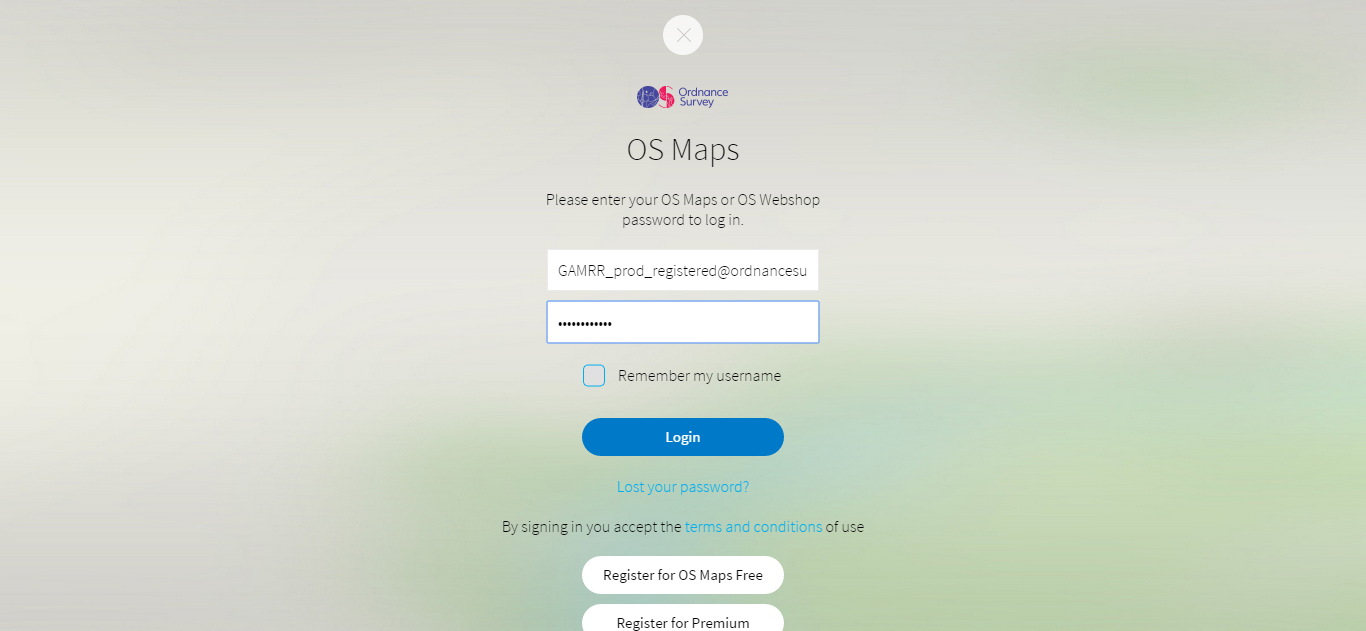 Ordnance
Survey
OS Maps
Please enter your OS Maps or OS Webshop
password to log in.
GAMRR_prod_registered@ordnancesu
••••••••••••
Remember my username
Login
Lost your password?
By signing in you accept the terms and conditions of use
Register for OS Maps Free
Register for Premium